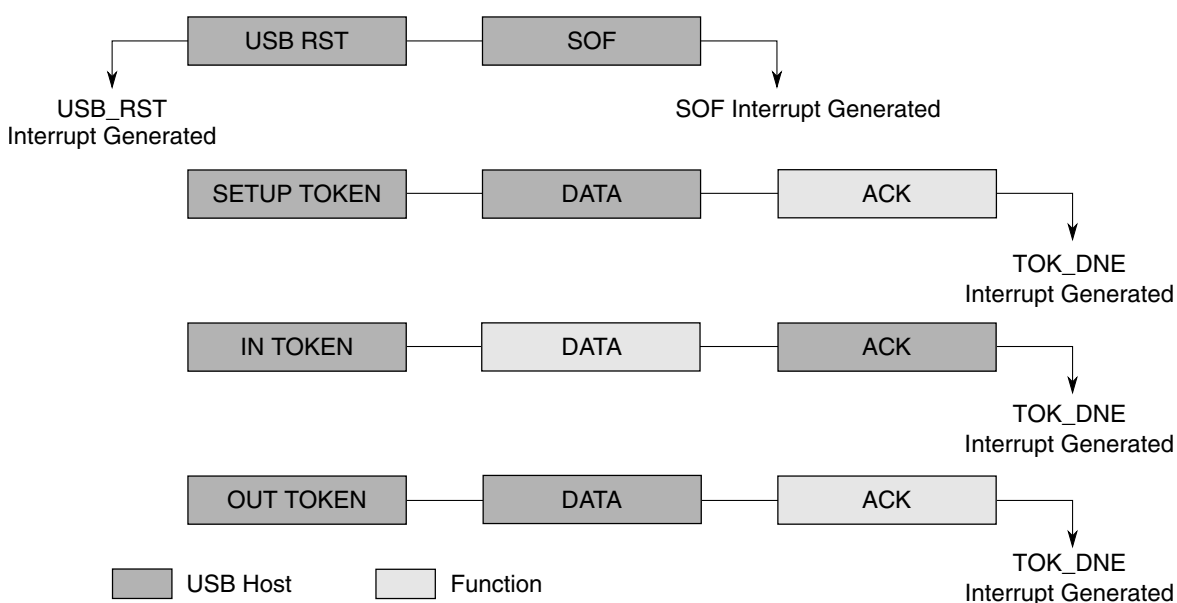 USB RST
SOF
USB_RST
Interrupt Generated
SOF Interrupt Generated
SETUP TOKEN
DATA
ACK
TOK_DNE
Interrupt Generated
IN TOKEN
DATA
ACK
TOK_DNE
Interrupt Generated
OUT TOKEN
DATA
ACK
TOK_DNE
Interrupt Generated
USB Host
Function